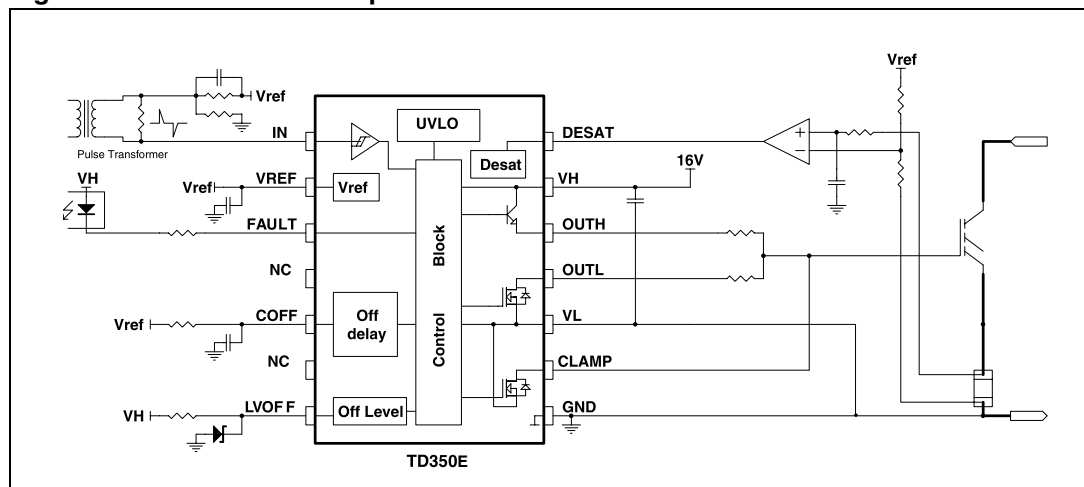 Vref
Vref
IN
UVLO
DESAT
Desat
Pulse Transformer
16V
VH
Vref
VREF
Vref
VH
FAULT
OUTH
Block
NC
OUTL
Vref
COFF
Off
delay
VL
Control
NC
CLAMP
VH
LVOFF
Off Level
GND
TD350E